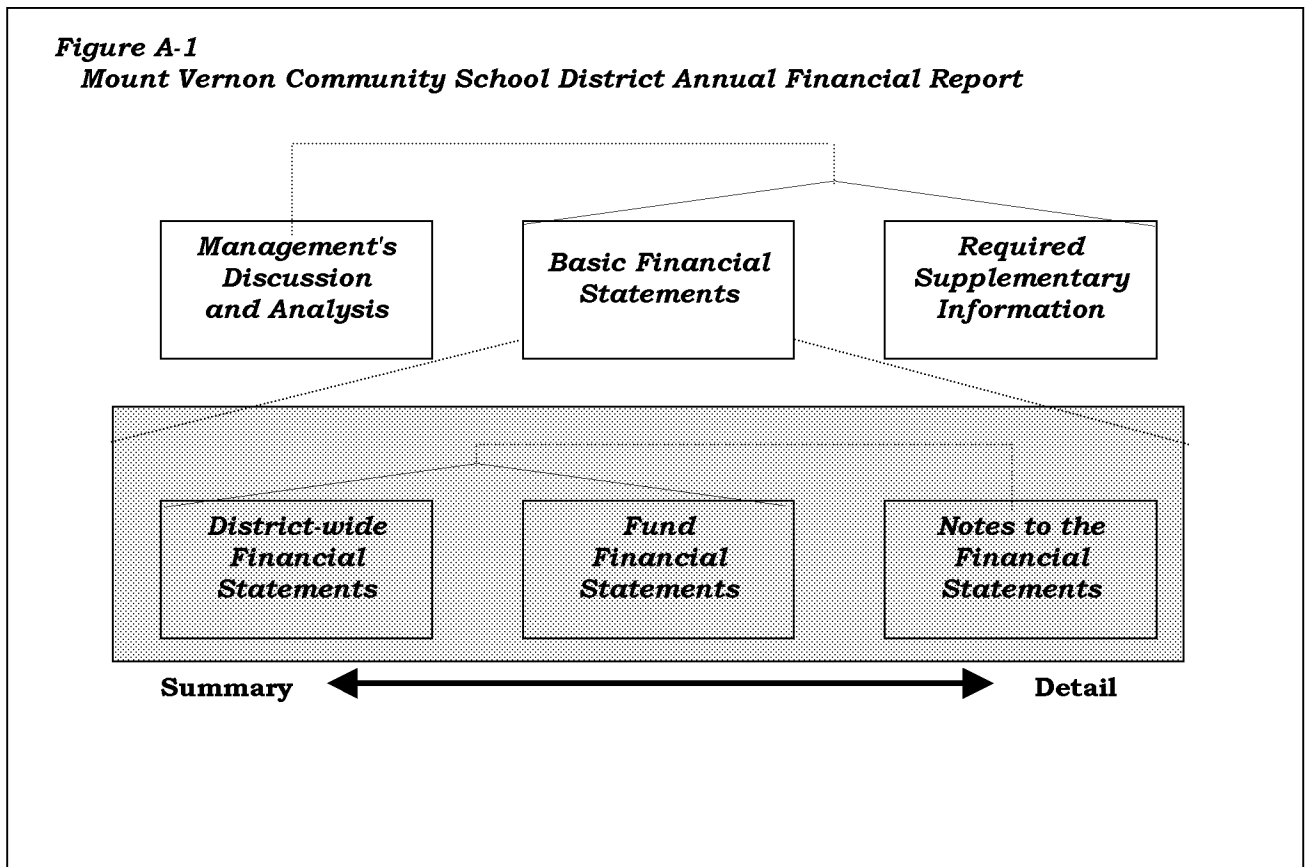 Figure A-1
Mount Vernon Community School District Annual Financial Report
Management's
Discussion
and Analysis
Basic Financial
Statements
Required
Supplementary
Information
District-wide
Financial
Statements
Fund
Financial
Statements
Notes to the
Financial
Statements
Summary
Detail